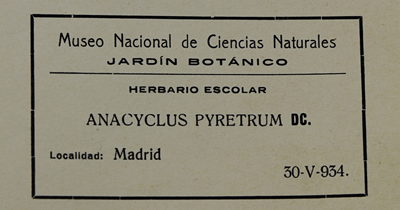 Museo Nacional de Ciencias Naturales
JARDÍN BOTÁNICO
HERBARIO ESCOLAR
ANACYCLUS PYRETRUM DC.
Localidad: Madrid
30-V-934.